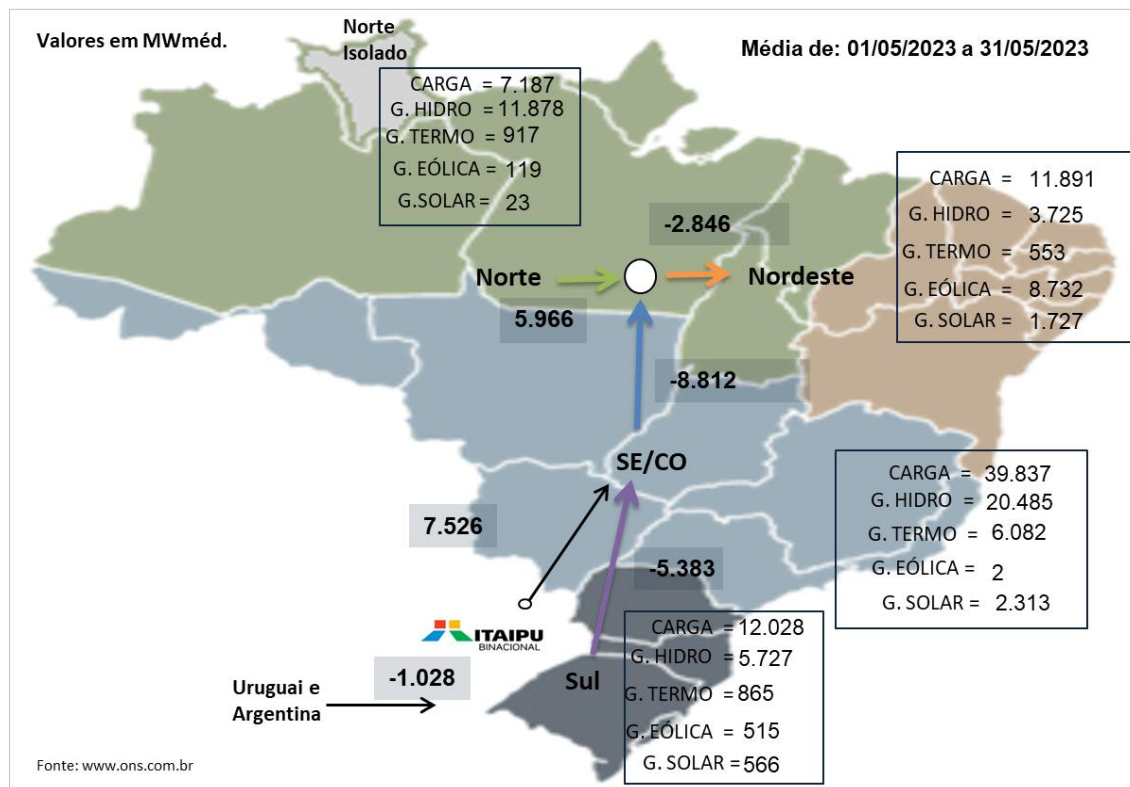 Valores em MWméd.
Norte
Isolado
Média de: 01/05/2023 a 31/05/2023
CARGA = 7.187
G. HIDRO = 11.878
G. TERMO = 917
G. EÓLICA = 119
G.SOLAR = 23
CARGA = 11.891
G. HIDRO = 3.725
G. TERMO = 553
G. EÓLICA = 8.732
G. SOLAR = 1.727
-2.846
Norte
Nordeste
5.966
-8.812
SE/CO
CARGA = 39.837
G. HIDRO = 20.485
G. TERMO = 6.082
G. EÓLICA = 2
G. SOLAR = 2.313
7.526
-5.383
ITAIPU
BINACIONAL
CARGA = 12.028
G. HIDRO = 5.727
G. TERMO = 865
G. EÓLICA = 515
G. SOLAR = 566
-1.028
Sul
Uruguai e
Argentina
Fonte: www.ons.com.br